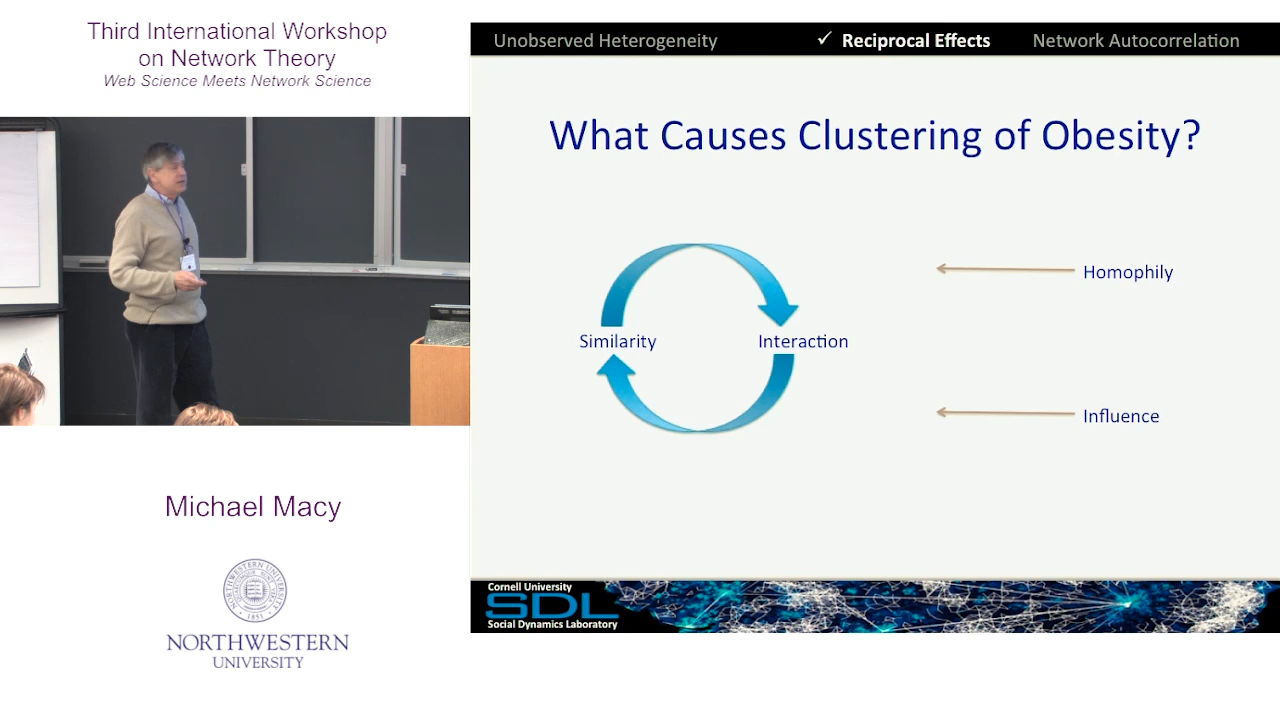 Third International Workshop
on Network Theory
Web Science Meets Network Science
Michael Macy
NORTHWESTERN
UNIVERSITY
Unobserved Heterogeneity
✓ Reciprocal Effects
Network Autocorrelation
What Causes Clustering of Obesity?
Similarity
Interaction
Homophily
Influence
Cornell University
SDL
Social Dynamics Laboratory